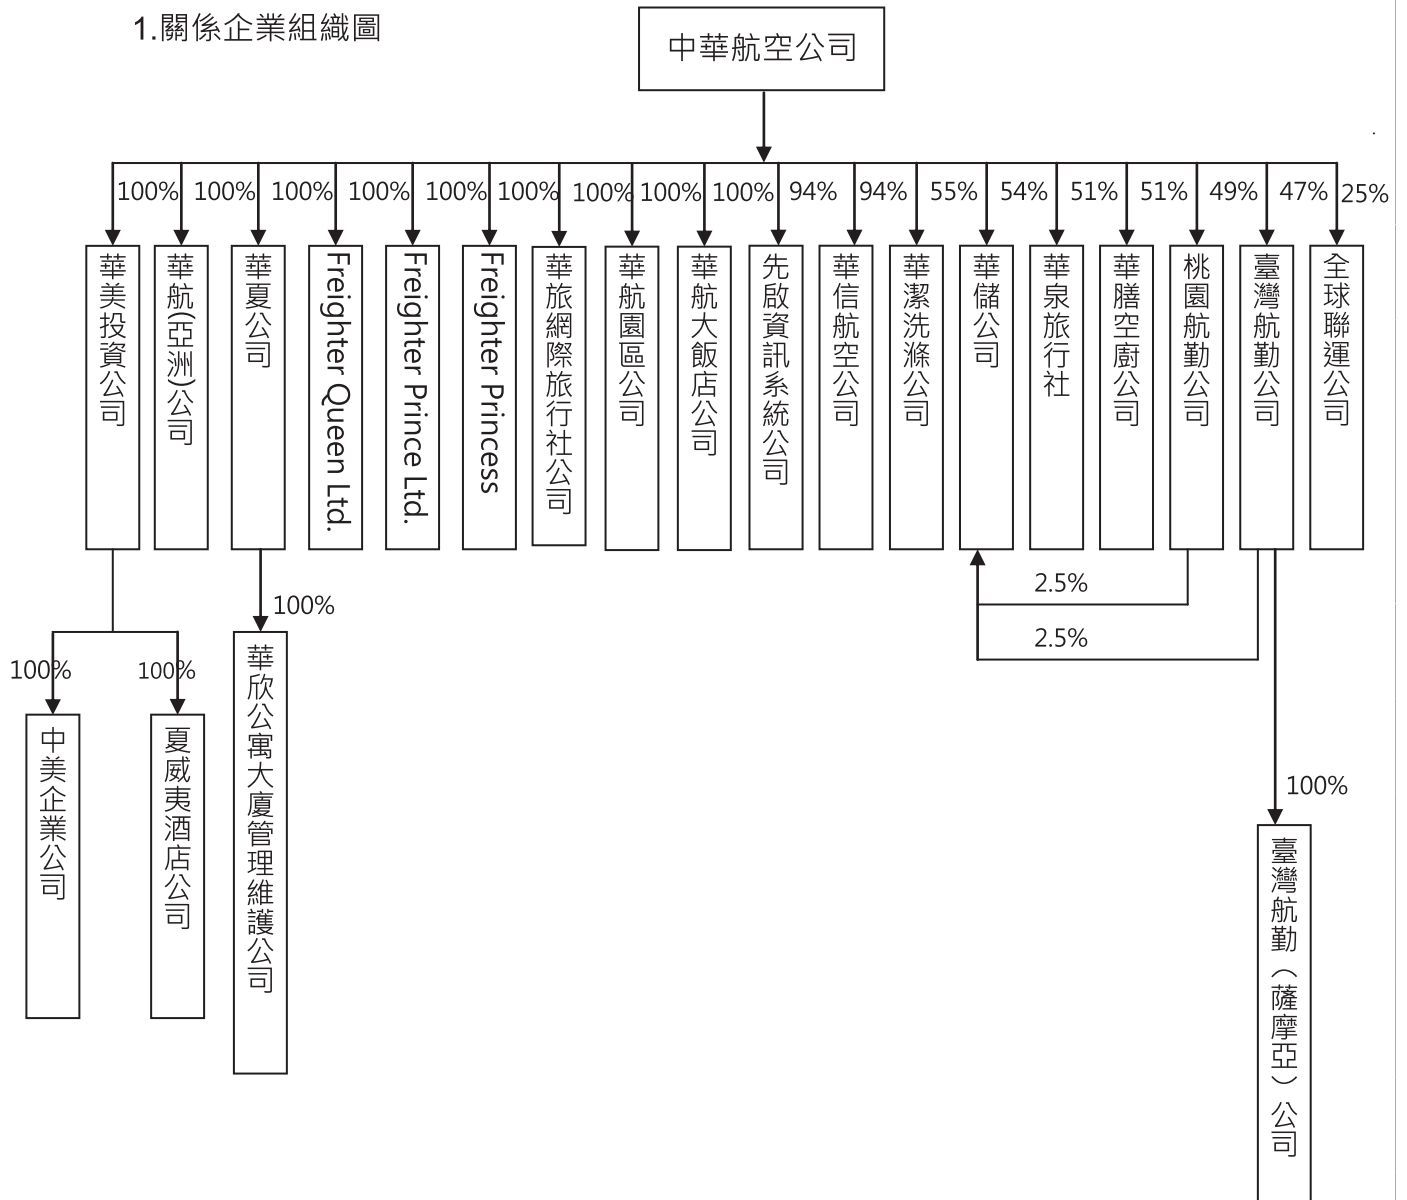 1.關係企業組織圖
中華航空公司
100%
100%
100%
100%
100%
100%
100%
100%
100%
94%
94%
55%
54%
51%
51%
49%
47%
25%
華美投資公司
華航(亞洲)公司
華夏公司
Freighter Queen Ltd.
Freighter Prince Ltd.
Freighter Princess
華旅網際旅行社公司
華航園區公司
華航大飯店公司
先啟資訊系統公司
華信航空公司
華潔洗滌公司
華儲公司
華泉旅行社
華膳空廚公司
桃園航勤公司
臺灣航勤公司
全球聯運公司
2.5%
2.5%
100%
100%
100%
100%
中美企業公司
夏威夷酒店公司
華欣公寓大廈管理維護公司
臺灣航勤（薩摩亞）公司